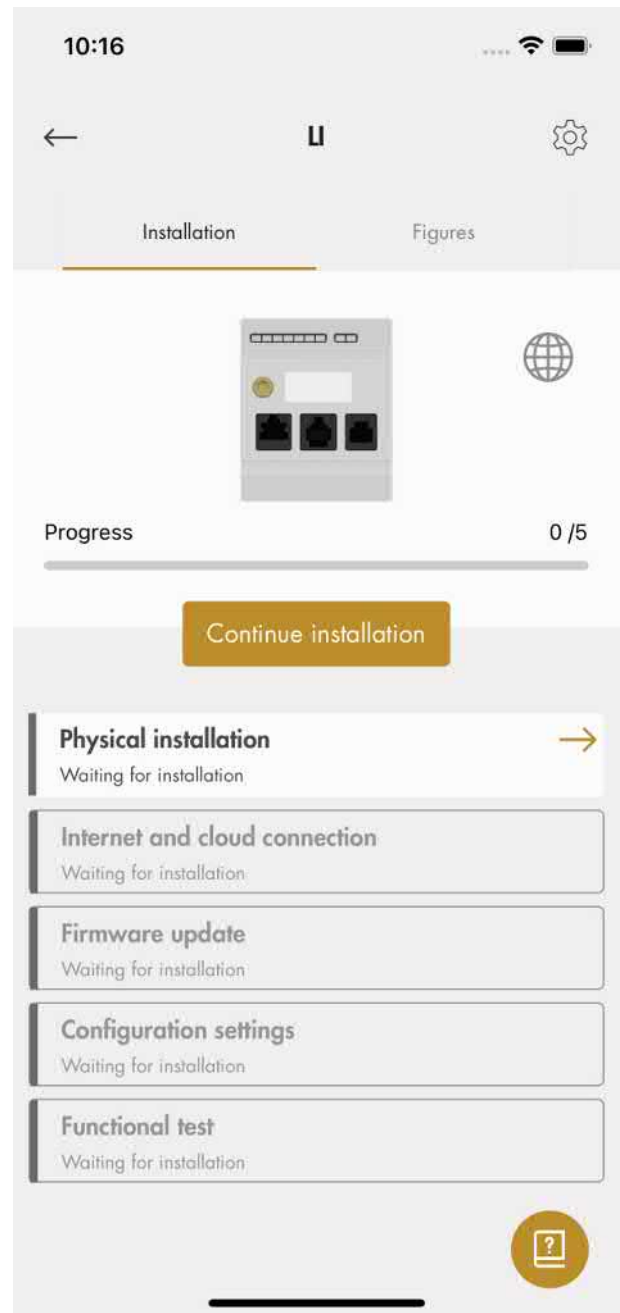 10:16
LI
Installation
Figures
Progress
0 /5
Continue installation
Physical installation
Waiting for installation
Internet and cloud connection
Waiting for installation
Firmware update
Waiting for installation
Configuration settings
Waiting for installation
Functional test
Waiting for installation
?